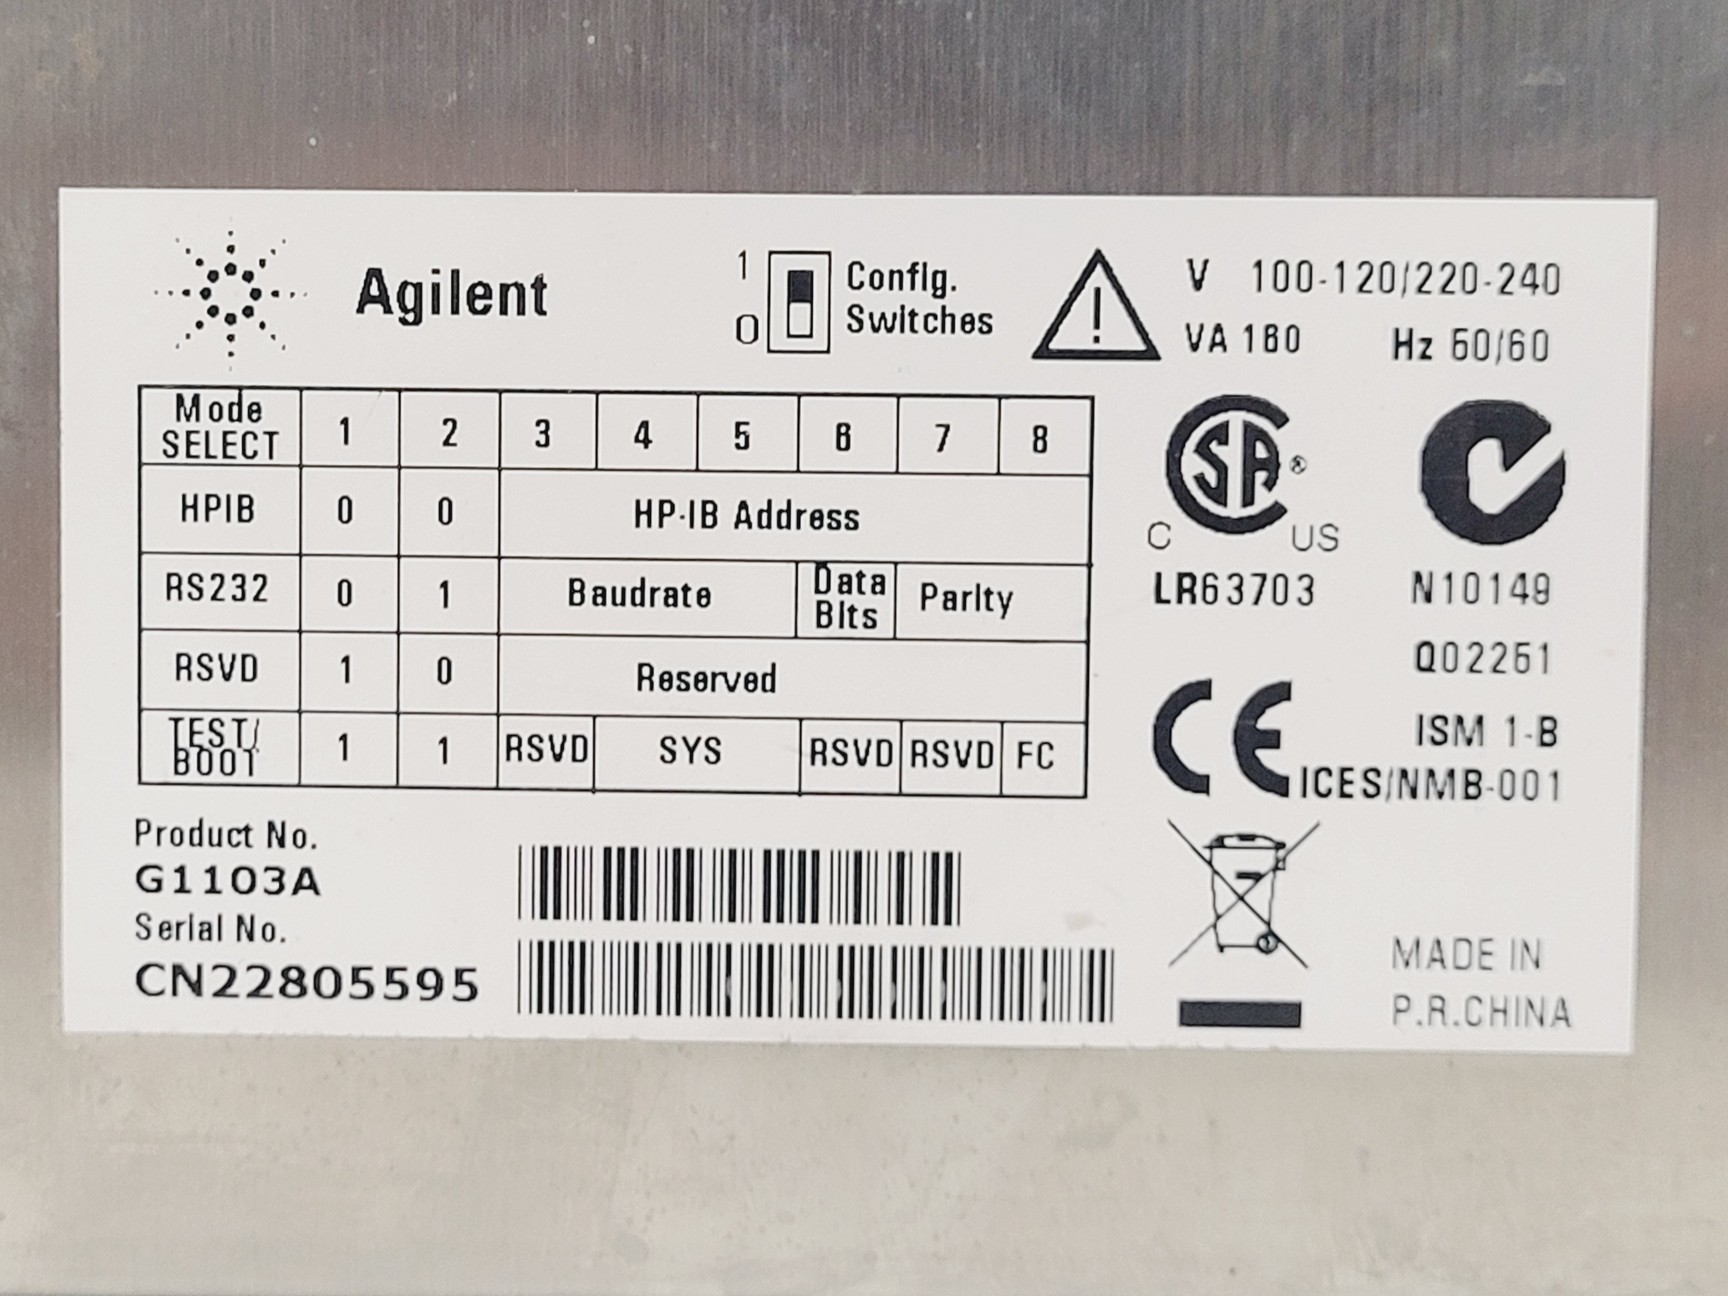 Agilent
1
0
Config.
Switches
V 100-120/220-240
VA 180 Hz 50/60
Mode SELECT 1 2 3 4 5 6 7 8
HPIB 0 0 HP-IB Address
RS232 0 1 Baudrate Data Bits Parity
RSVD 1 0 Reserved
TEST/BOOT 1 1 RSVD SYS RSVD RSVD FC
SA ®
C US
LR63703
N10149
Q02261
CE
ISM 1-B
ICES/NMB-001
Product No.
G1103A
Serial No.
CN22805595
MADE IN
P.R.CHINA